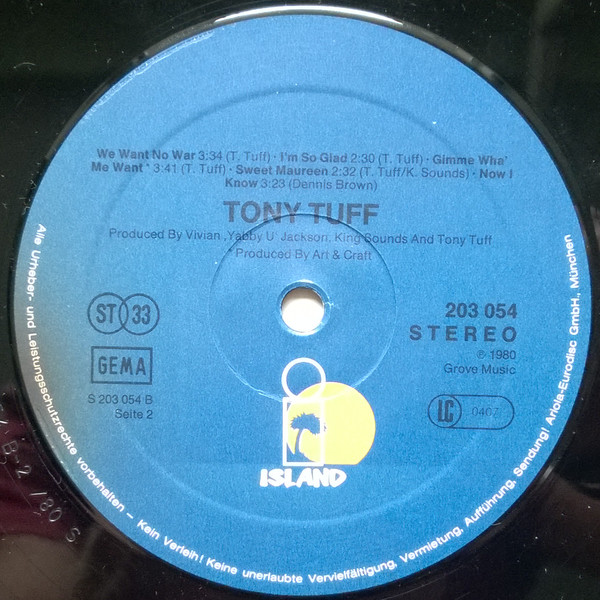 We Want No War 3:34 (T. Tuff) · I'm So Glad 2:30 (T. Tuff) · Gimme Wha'
Me Want * 3:41 (T. Tuff) · Sweet Maureen 2:32 (T. Tuff/K. Sounds) · Now I
Know 3:23 (Dennis Brown)
TONY TUFF
Produced By Vivian ‚Yabby U' Jackson, King Sounds And Tony Tuff
* Produced By Art & Craft
ST 33
GEMA
S 203 054 B
Seite 2
203 054
STEREO
℗ 1980
Grove Music
LC 0407
ISLAND
Alle Urheber- und Leistungsschutzrechte vorbehalten – Kein Verleih! Keine unerlaubte Vervielfältigung, Vermietung, Aufführung, Sendung! Ariola-Eurodisc GmbH., München
B-2 /80 S